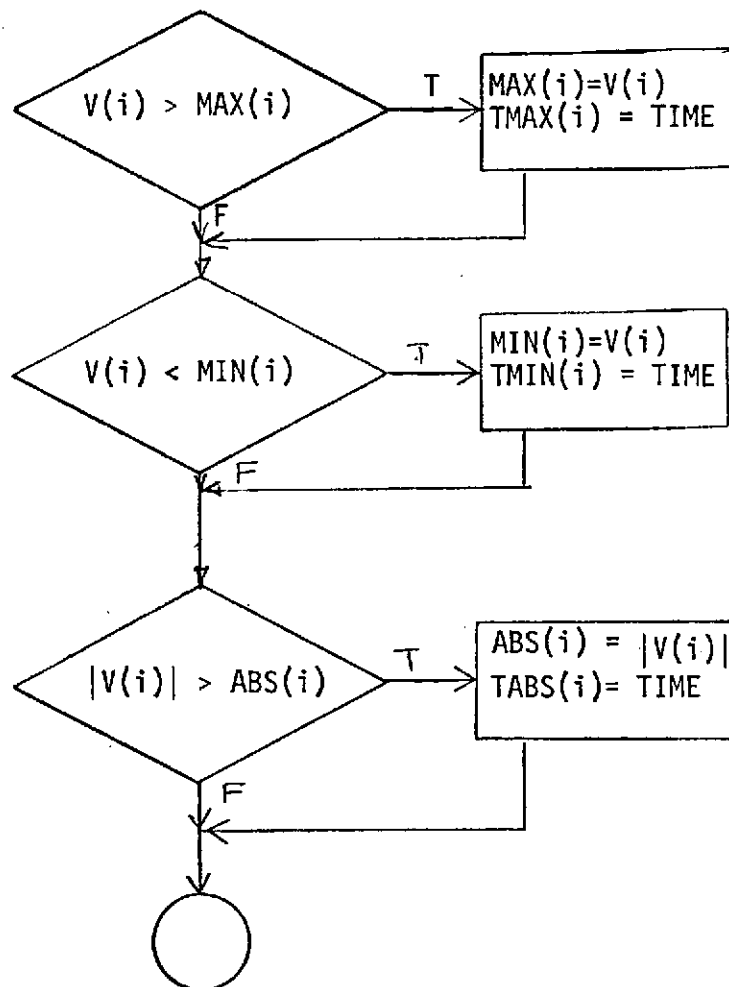 V(i) > MAX(i)
T
MAX(i)=V(i)
TMAX(i) = TIME
F
V(i) < MIN(i)
T
MIN(i)=V(i)
TMIN(i) = TIME
F
|V(i)| > ABS(i)
T
ABS(i) = |V(i)|
TABS(i)= TIME
F